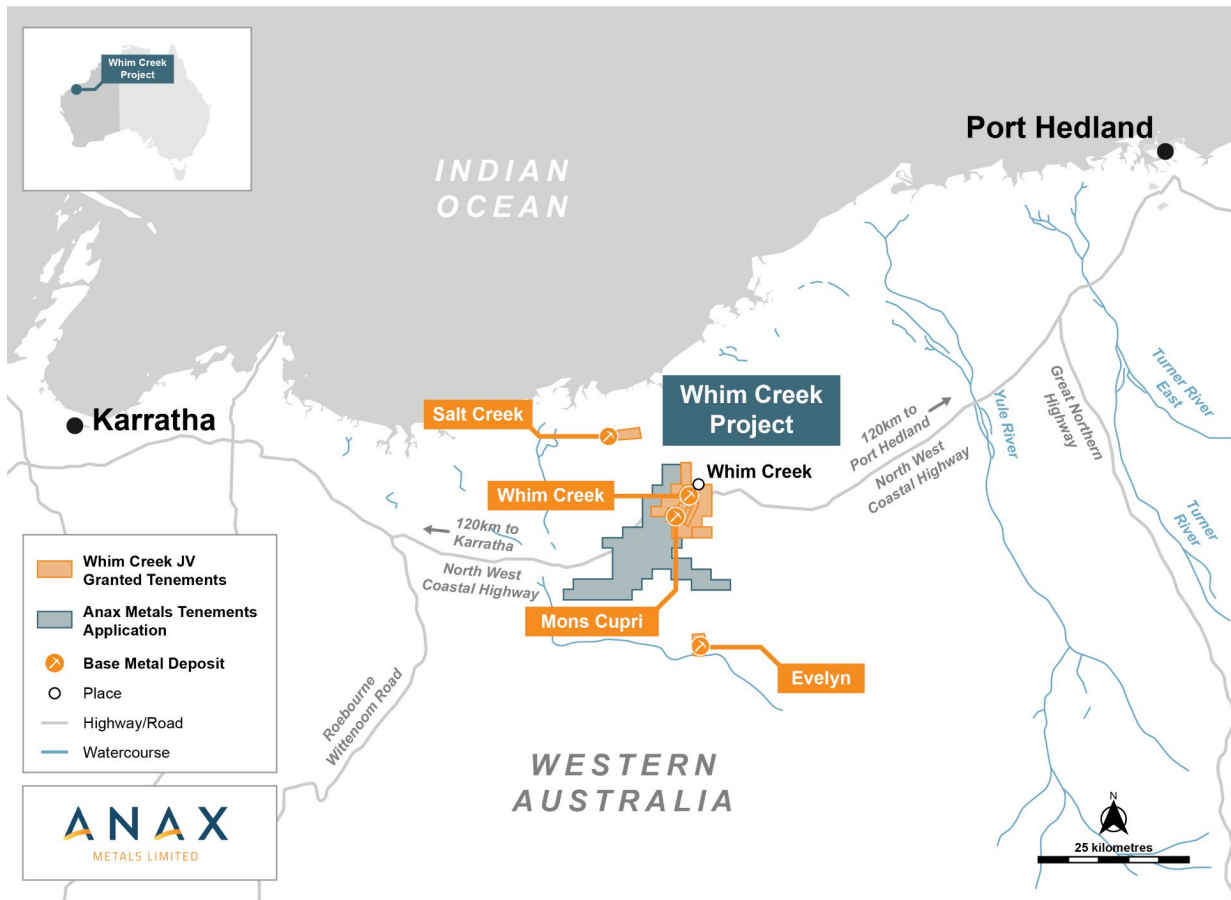 Whim Creek
Project
INDIAN
OCEAN
Port Hedland
Karratha
Salt Creek
Whim Creek
Project
Whim Creek
Whim Creek
120km to
Port Hedland
North West
Coastal Highway
Yule River
Great Northern
Highway
Turner River
East
Turner
River
120km to
Karratha
North West
Coastal Highway
Mons Cupri
Evelyn
Roebourne
Wittenoom Road
WESTERN
AUSTRALIA
Whim Creek JV
Granted Tenements
Anax Metals Tenements
Application
Base Metal Deposit
Place
Highway/Road
Watercourse
ANAX
METALS LIMITED
N
25 kilometres